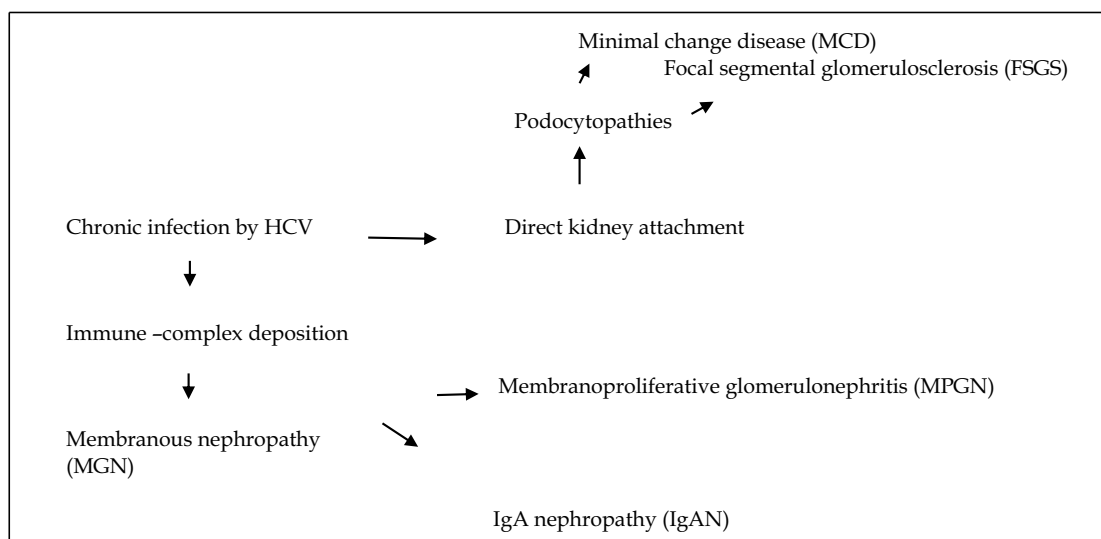 Minimal change disease (MCD)
Focal segmental glomerulosclerosis (FSGS)
Podocytopathies
Chronic infection by HCV
Direct kidney attachment
Immune –complex deposition
Membranoproliferative glomerulonephritis (MPGN)
Membranous nephropathy
(MGN)
IgA nephropathy (IgAN)